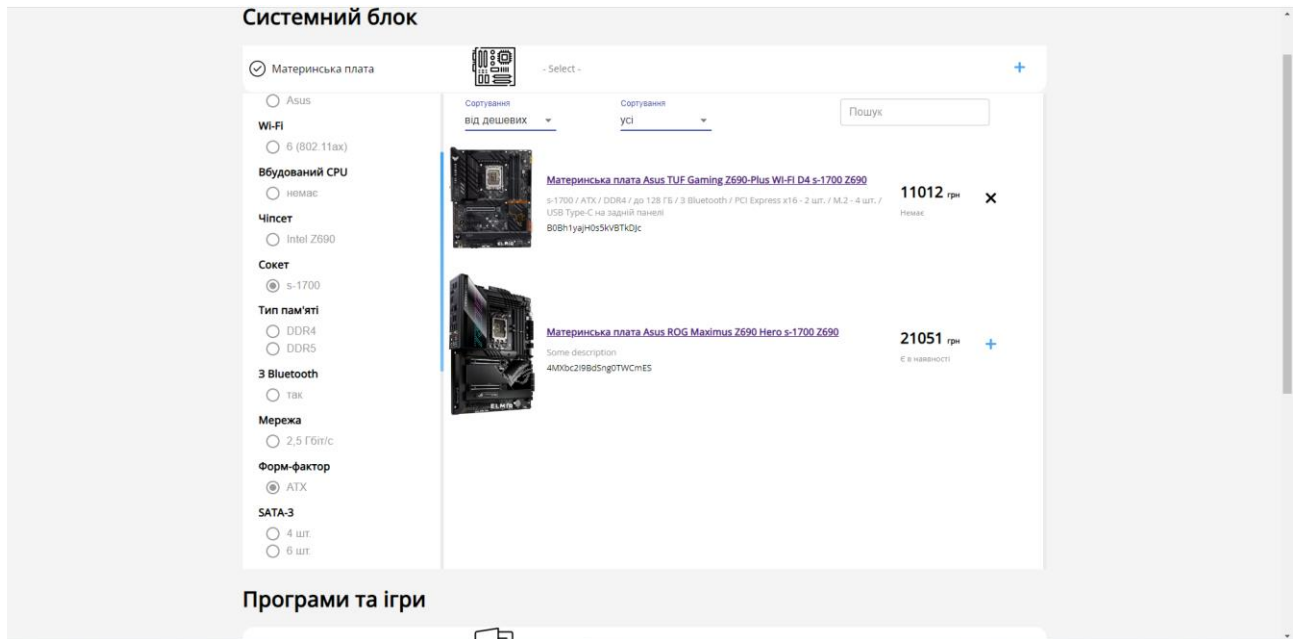 Системний блок
Материнська плата
- Select -
Asus
Wi-Fi
6 (802.11ax)
Вбудований CPU
немає
Чіпсет
Intel Z690
Сокет
s-1700
Тип пам'яті
DDR4
DDR5
З Bluetooth
так
Мережа
2,5 Гбіт/с
Форм-фактор
ATX
SATA-3
4 шт.
6 шт.
Сортування
від дешевих
Сортування
усі
Пошук
Материнська плата Asus TUF Gaming Z690-Plus WI-FI D4 s-1700 Z690
s-1700 / ATX / DDR4 / до 128 ГБ / З Bluetooth / PCI Express x16 - 2 шт. / M.2 - 4 шт. /
USB Type-C на задній панелі
B0Bh1yajH0s5kVBTkDJc
11012 грн
Немає
Материнська плата Asus ROG Maximus Z690 Hero s-1700 Z690
Some description
4MXbc2I9BdSng0TWCmES
21051 грн
Є в наявності
ELMIR
Програми та ігри